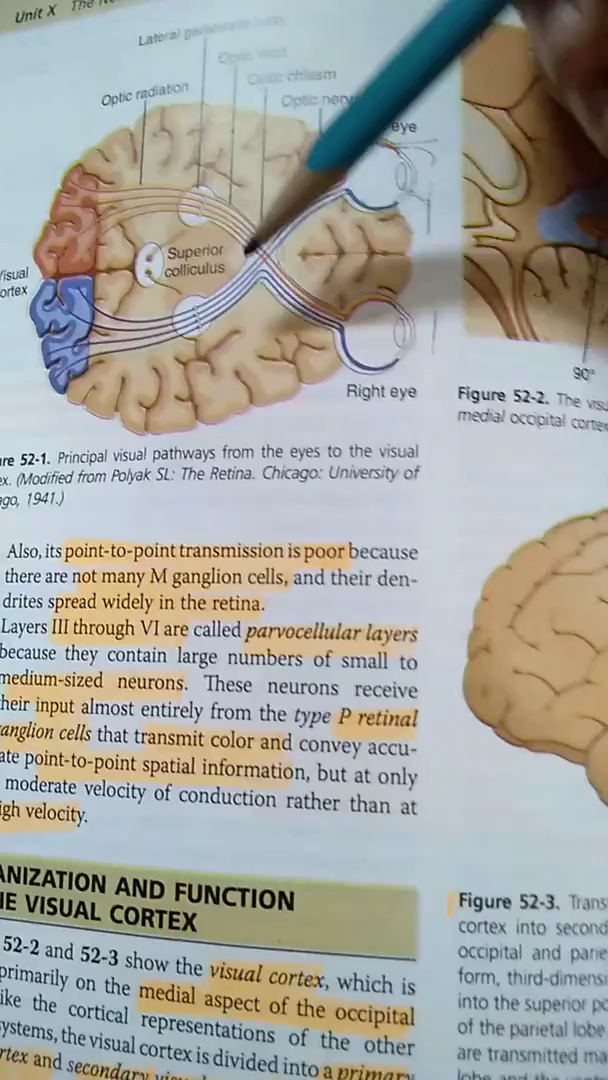 Unit X The
Lateral
Optic
Optic chiasm
Optic radiation
Optic nerv
eye
Superior
colliculus
isual
ortex
Right eye
90°
re 52-1. Principal visual pathways from the eyes to the visual
ex. (Modified from Polyak SL: The Retina. Chicago: University of
ago, 1941.)
Figure 52-2. The visu
medial occipital corte
Also, its point-to-point transmission is poor because
there are not many M ganglion cells, and their den-
drites spread widely in the retina.
Layers III through VI are called parvocellular layers
because they contain large numbers of small to
medium-sized neurons. These neurons receive
heir input almost entirely from the type P retinal
anglion cells that transmit color and convey accu-
ate point-to-point spatial information, but at only
moderate velocity of conduction rather than at
igh velocity.
ANIZATION AND FUNCTION
HE VISUAL CORTEX
52-2 and 52-3 show the visual cortex, which is
primarily on the medial aspect of the occipital
ike the cortical representations of the other
ystems, the visual cortex is divided into a primary
rtex and secondary
Figure 52-3. Trans
cortex into second
occipital and parie
form, third-dimensi
into the superior po
of the parietal lobe
are transmitted ma